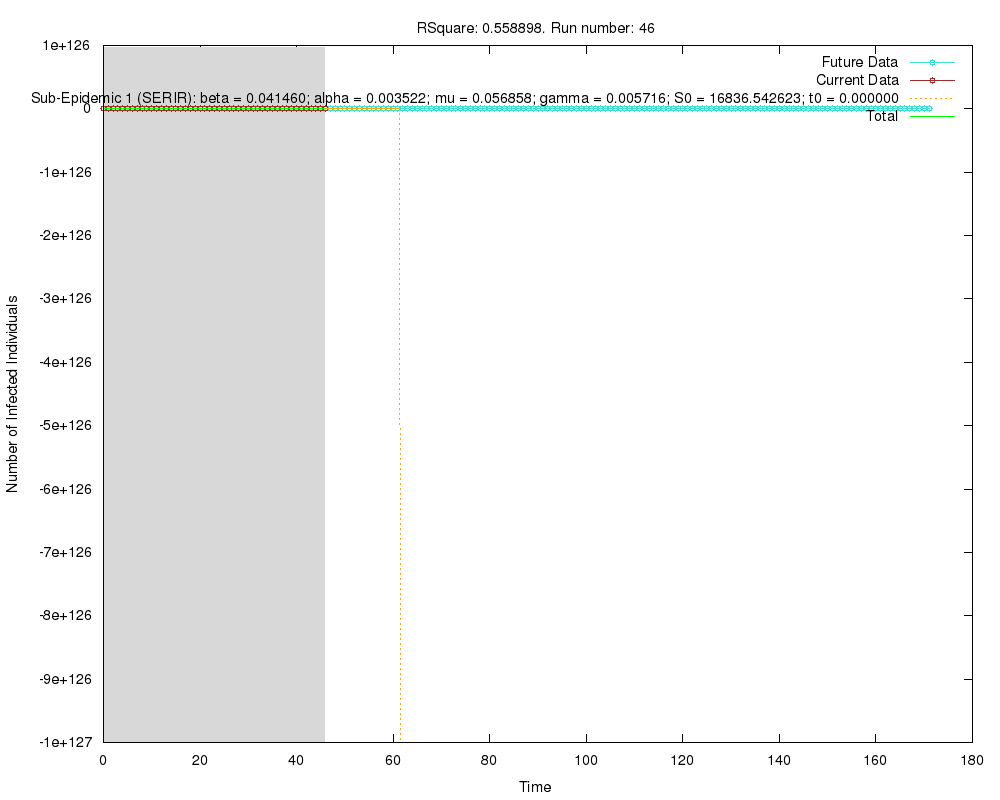 RSquare: 0.558898. Run number: 46
1e+126
Future Data
Current Data
Sub-Epidemic 1 (SERIR); beta = 0.041460; alpha = 0.003522; mu = 0.056858; gamma = 0.005716; S0 = 16836.542623; t0 = 0.000000
0
Total
-1e+126
-2e+126
-3e+126
-4e+126
-5e+126
-6e+126
-7e+126
-8e+126
-9e+126
-1e+127
Number of Infected Individuals
0 20 40 60 80 100 120 140 160 180
Time